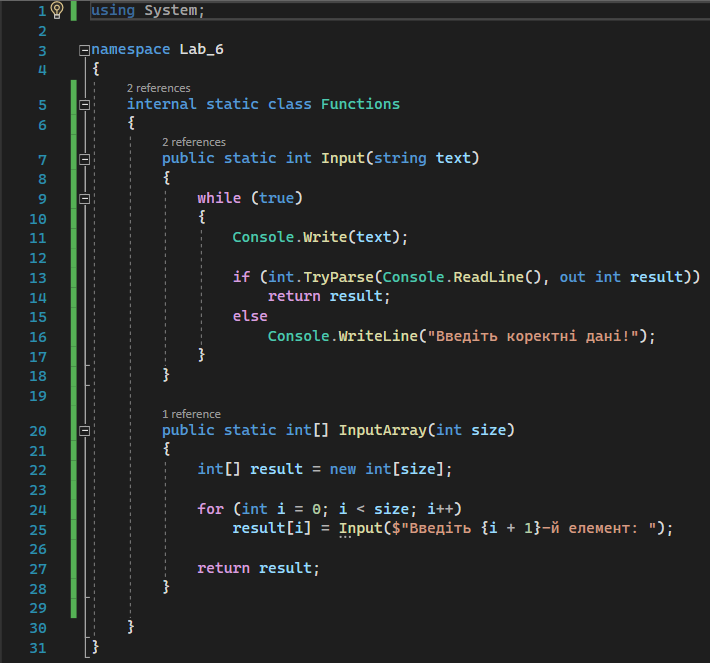 1 using System;
2
3 namespace Lab_6
4 {
2 references
5 internal static class Functions
6 {
2 references
7 public static int Input(string text)
8 {
9 while (true)
10 {
11 Console.Write(text);
12
13 if (int.TryParse(Console.ReadLine(), out int result))
14 return result;
15 else
16 Console.WriteLine("Введіть коректні дані!");
17 }
18 }
19
1 reference
20 public static int[] InputArray(int size)
21 {
22 int[] result = new int[size];
23
24 for (int i = 0; i < size; i++)
25 result[i] = Input($"Введіть {i + 1}-й елемент: ");
26
27 return result;
28 }
29
30 }
31 }